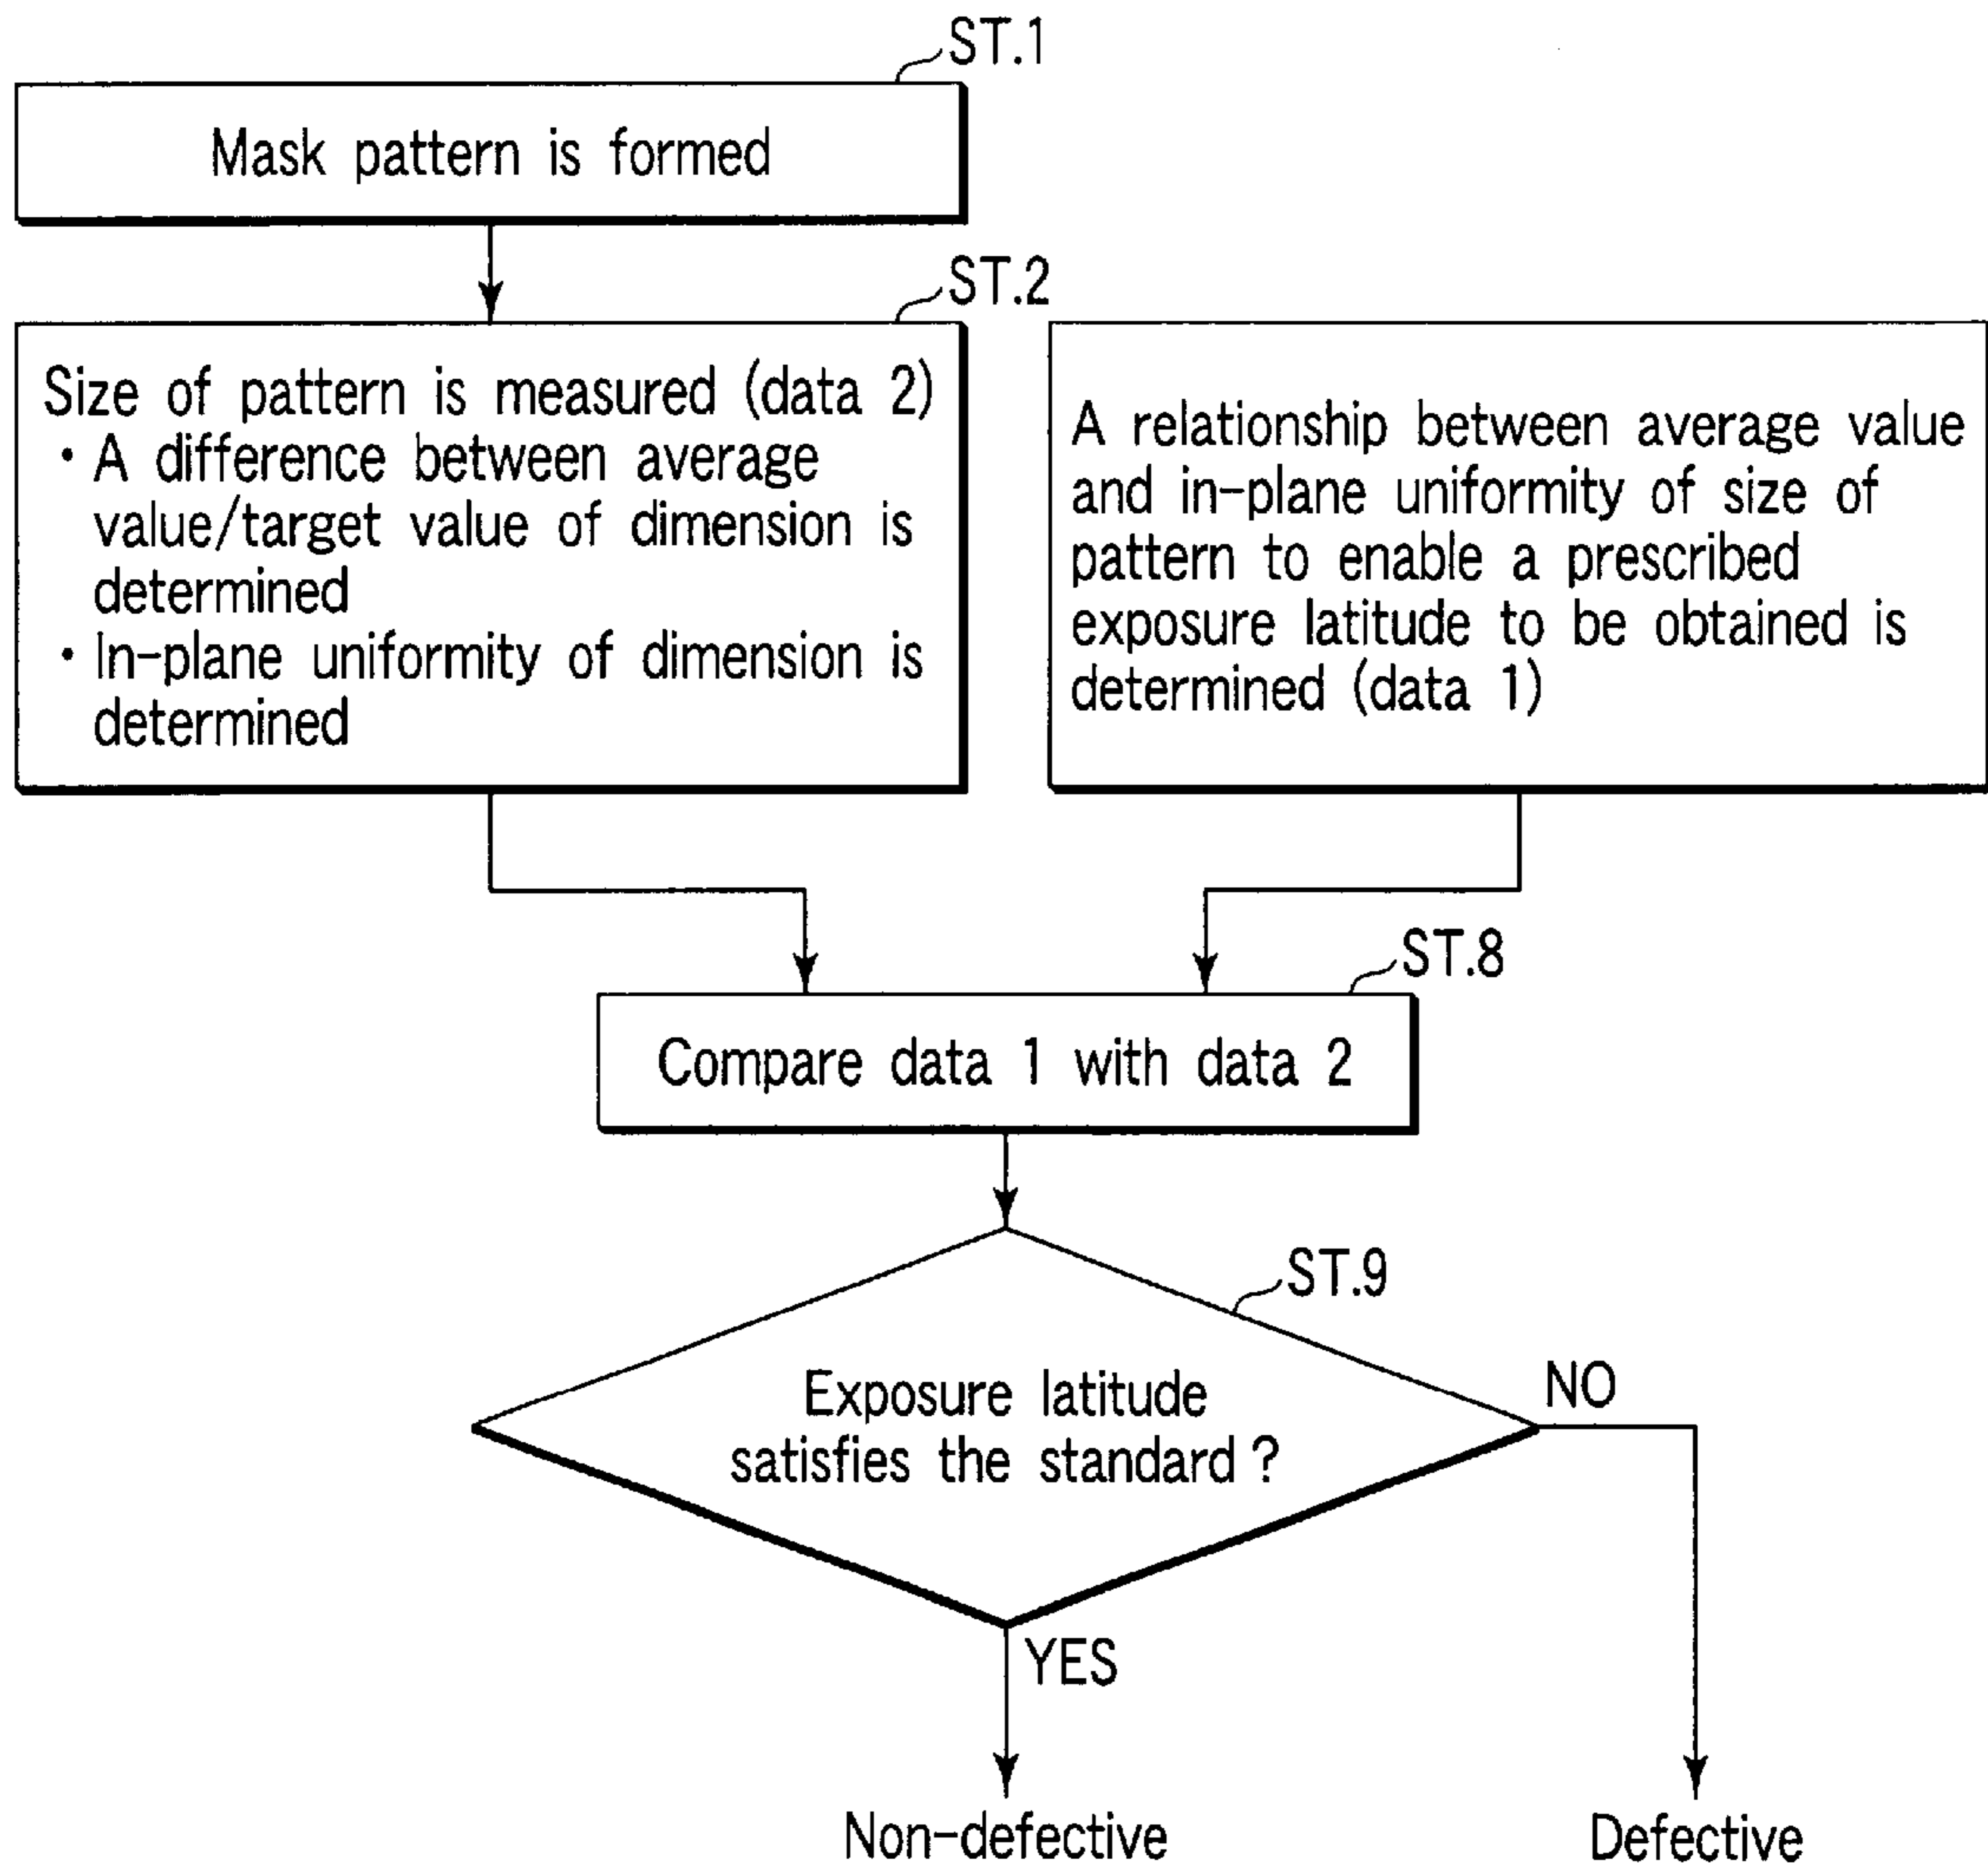 ST.1
Mask pattern is formed
ST.2
Size of pattern is measured (data 2)
・A difference between average
value/target value of dimension is
determined
・In-plane uniformity of dimension is
determined
A relationship between average value
and in-plane uniformity of size of
pattern to enable a prescribed
exposure latitude to be obtained is
determined (data 1)
ST.8
Compare data 1 with data 2
ST.9
Exposure latitude
satisfies the standard ?
NO
YES
Non-defective
Defective